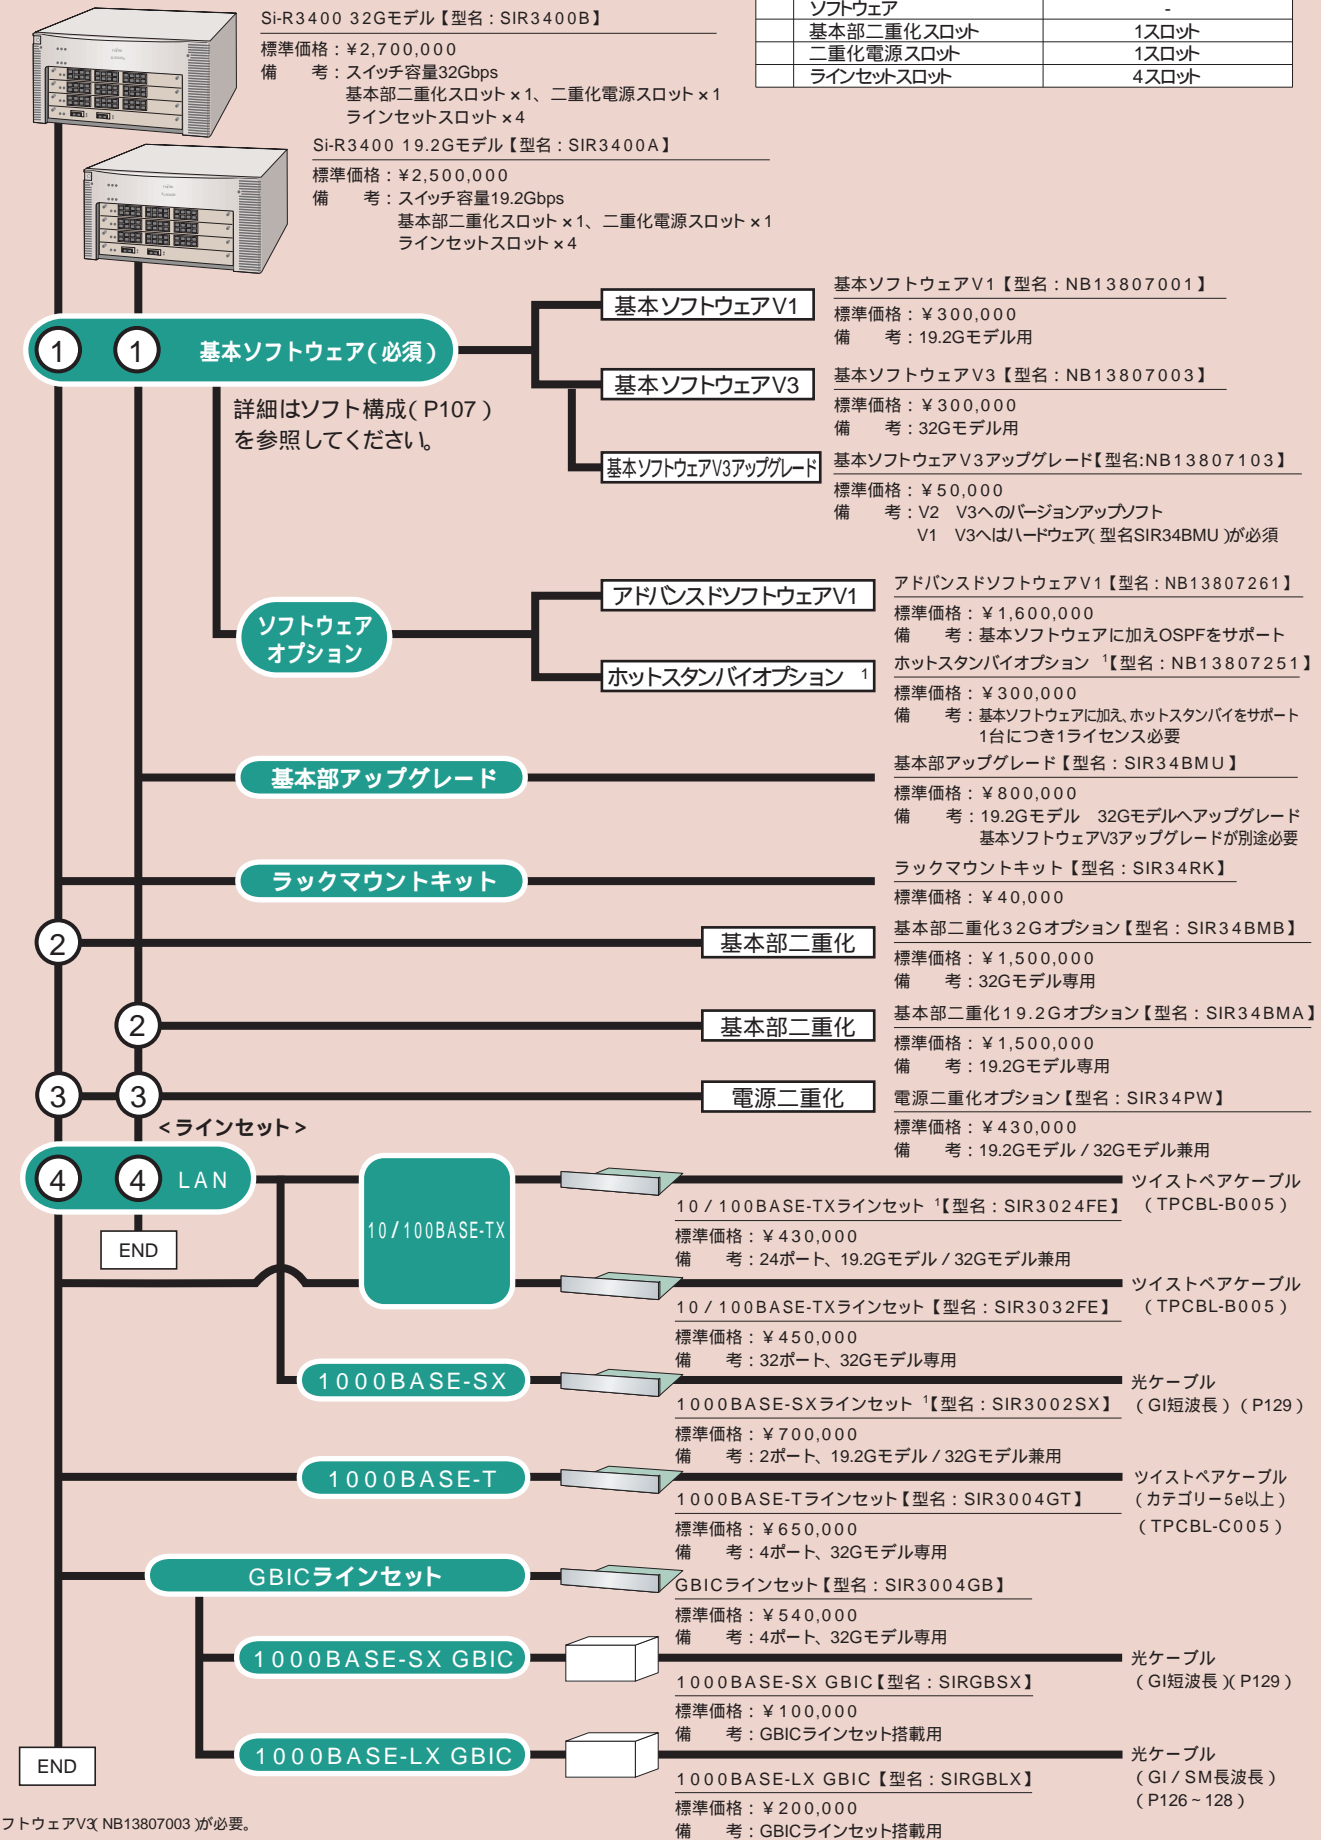 Si-R3400 32Gモデル【型名：SIR3400B】
標準価格：¥2,700,000
備　考：スイッチ容量32Gbps
基本部二重化スロット×1、二重化電源スロット×1
ラインセットスロット×4
ソフトウェア　-
基本部二重化スロット　1スロット
二重化電源スロット　1スロット
ラインセットスロット　4スロット
Si-R3400 19.2Gモデル【型名：SIR3400A】
標準価格：¥2,500,000
備　考：スイッチ容量19.2Gbps
基本部二重化スロット×1、二重化電源スロット×1
ラインセットスロット×4
1　1　基本ソフトウェア（必須）
詳細はソフト構成（P107）
を参照してください。
基本ソフトウェアV1
基本ソフトウェアV1【型名：NB13807001】
標準価格：¥300,000
備　考：19.2Gモデル用
基本ソフトウェアV3
基本ソフトウェアV3【型名：NB13807003】
標準価格：¥300,000
備　考：32Gモデル用
基本ソフトウェアV3アップグレード
基本ソフトウェアV3アップグレード【型名:NB13807103】
標準価格：¥50,000
備　考：V2　V3へのバージョンアップソフト
V1　V3へはハードウェア（型名SIR34BMU）が必須
ソフトウェア
オプション
アドバンスドソフトウェアV1
アドバンスドソフトウェアV1【型名：NB13807261】
標準価格：¥1,600,000
備　考：基本ソフトウェアに加えOSPFをサポート
ホットスタンバイオプション　1
ホットスタンバイオプション　1【型名：NB13807251】
標準価格：¥300,000
備　考：基本ソフトウェアに加え、ホットスタンバイをサポート
1台につき1ライセンス必要
基本部アップグレード
基本部アップグレード【型名：SIR34BMU】
標準価格：¥800,000
備　考：19.2Gモデル　32Gモデルへアップグレード
基本ソフトウェアV3アップグレードが別途必要
ラックマウントキット
ラックマウントキット【型名：SIR34RK】
標準価格：¥40,000
2
基本部二重化
基本部二重化32Gオプション【型名：SIR34BMB】
標準価格：¥1,500,000
備　考：32Gモデル専用
2
基本部二重化
基本部二重化19.2Gオプション【型名：SIR34BMA】
標準価格：¥1,500,000
備　考：19.2Gモデル専用
3　3
電源二重化
電源二重化オプション【型名：SIR34PW】
標準価格：¥430,000
備　考：19.2Gモデル／32Gモデル兼用
<ラインセット>
4　4　LAN
END
10/100BASE-TX
10/100BASE-TXラインセット　1【型名：SIR3024FE】
標準価格：¥430,000
備　考：24ポート、19.2Gモデル／32Gモデル兼用
ツイストペアケーブル
（TPCBL-B005）
10/100BASE-TXラインセット【型名：SIR3032FE】
標準価格：¥450,000
備　考：32ポート、32Gモデル専用
ツイストペアケーブル
（TPCBL-B005）
1000BASE-SX
1000BASE-SXラインセット　1【型名：SIR3002SX】
標準価格：¥700,000
備　考：2ポート、19.2Gモデル／32Gモデル兼用
光ケーブル
（GI短波長）（P129）
1000BASE-T
1000BASE-Tラインセット【型名：SIR3004GT】
標準価格：¥650,000
備　考：4ポート、32Gモデル専用
ツイストペアケーブル
（カテゴリー5e以上）
（TPCBL-C005）
GBICラインセット
GBICラインセット【型名：SIR3004GB】
標準価格：¥540,000
備　考：4ポート、32Gモデル専用
1000BASE-SX GBIC
1000BASE-SX GBIC【型名：SIRGBSX】
標準価格：¥100,000
備　考：GBICラインセット搭載用
光ケーブル
（GI短波長）（P129）
1000BASE-LX GBIC
1000BASE-LX GBIC【型名：SIRGBLX】
標準価格：¥200,000
備　考：GBICラインセット搭載用
光ケーブル
（GI／SM長波長）
（P126～128）
END
フトウェアV3（NB13807003）が必要。